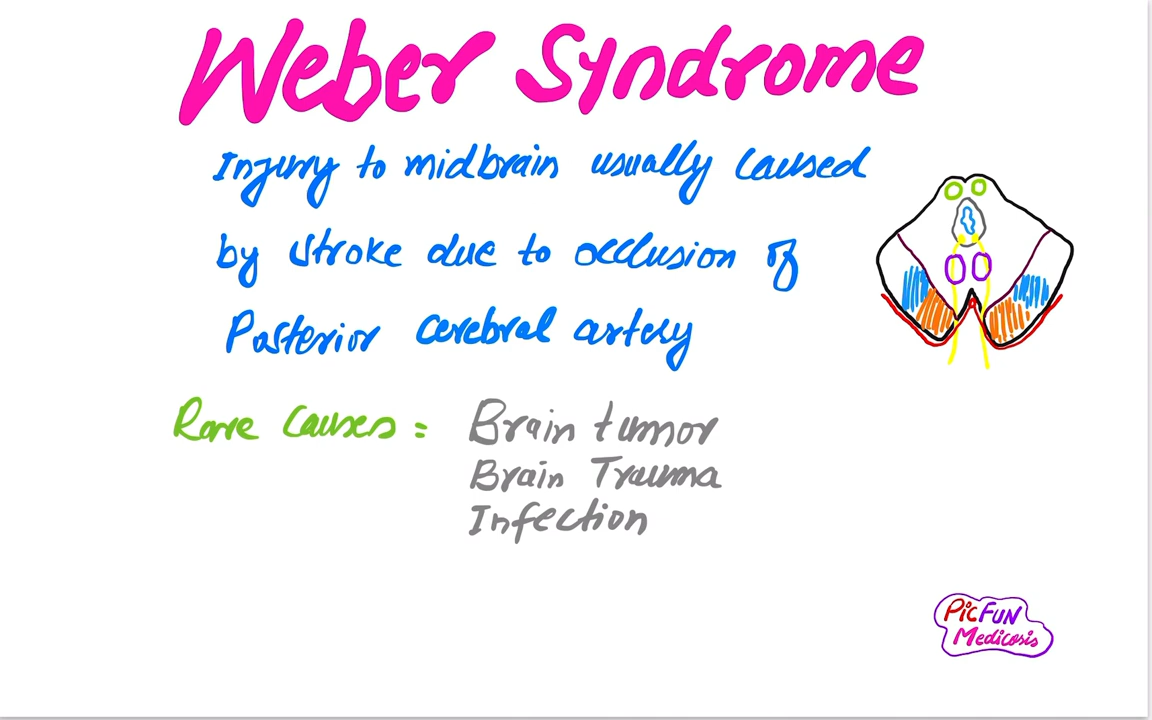 Weber Syndrome
Injury to midbrain usually caused
by stroke due to occlusion of
Posterior cerebral artery
Rare causes = Brain tumor
Brain Trauma
Infection
PicFUN
Medicosis